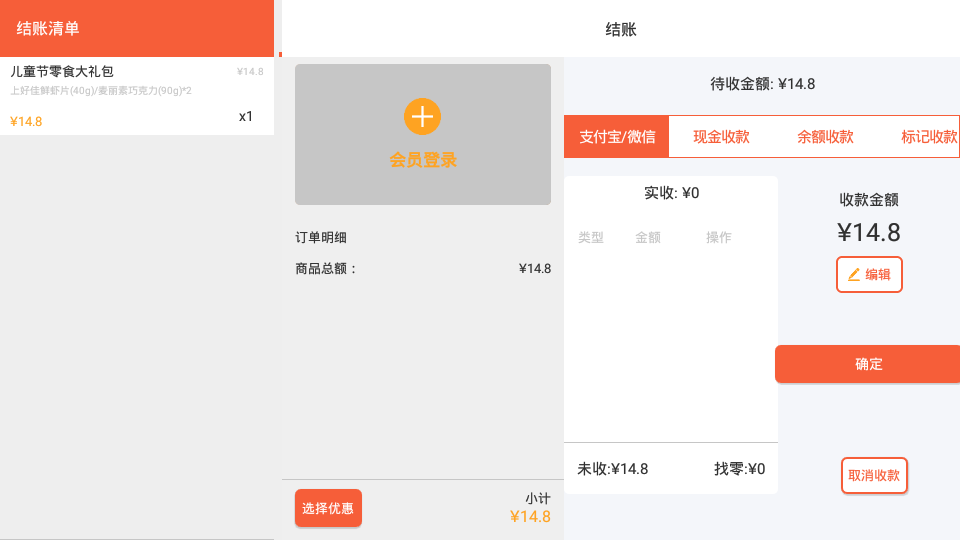 结账清单
儿童节零食大礼包 ¥14.8
上好佳鲜虾片(40g)/麦丽素巧克力(90g)*2
¥14.8 x1
结账
会员登录
订单明细
商品总额： ¥14.8
选择优惠
小计
¥14.8
待收金额: ¥14.8
支付宝/微信 现金收款 余额收款 标记收款
实收: ¥0
类型 金额 操作
未收:¥14.8 找零:¥0
收款金额
¥14.8
编辑
确定
取消收款